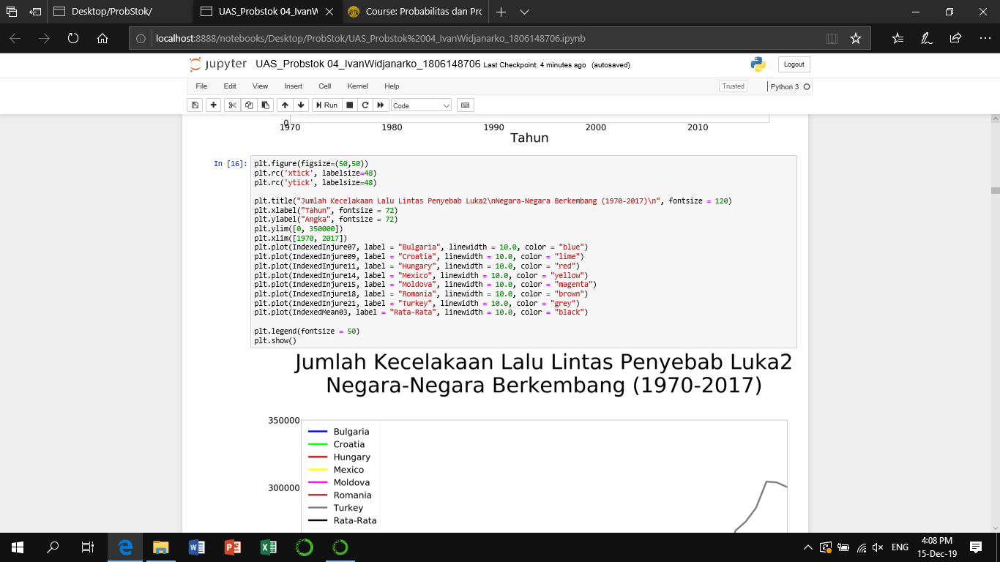 Desktop/ProbStok/
UAS_Probstok 04_IvanW
Course: Probabilitas dan Pro
localhost:8888/notebooks/Desktop/ProbStok/UAS_Probstok%2004_IvanWidjanarko_1806148706.ipynb
jupyter UAS_Probstok 04_IvanWidjanarko_1806148706 Last Checkpoint: 4 minutes ago (autosaved)
Logout
File Edit View Insert Cell Kernel Help
Trusted
Python 3
Run
Code
0
1970 1980 1990 2000 2010
Tahun
In [16]:
plt.figure(figsize=(50,50))
plt.rc('xtick', labelsize=48)
plt.rc('ytick', labelsize=48)
plt.title("Jumlah Kecelakaan Lalu Lintas Penyebab Luka2\nNegara-Negara Berkembang (1970-2017)\n", fontsize = 120)
plt.xlabel("Tahun", fontsize = 72)
plt.ylabel("Angka", fontsize = 72)
plt.ylim([0, 350000])
plt.xlim([1970, 2017])
plt.plot(IndexedInjure07, label = "Bulgaria", linewidth = 10.0, color = "blue")
plt.plot(IndexedInjure09, label = "Croatia", linewidth = 10.0, color = "lime")
plt.plot(IndexedInjure11, label = "Hungary", linewidth = 10.0, color = "red")
plt.plot(IndexedInjure14, label = "Mexico", linewidth = 10.0, color = "yellow")
plt.plot(IndexedInjure15, label = "Moldova", linewidth = 10.0, color = "magenta")
plt.plot(IndexedInjure18, label = "Romania", linewidth = 10.0, color = "brown")
plt.plot(IndexedInjure21, label = "Turkey", linewidth = 10.0, color = "grey")
plt.plot(IndexedMean03, label = "Rata-Rata", linewidth = 10.0, color = "black")
plt.legend(fontsize = 50)
plt.show()
Jumlah Kecelakaan Lalu Lintas Penyebab Luka2
Negara-Negara Berkembang (1970-2017)
350000
Bulgaria
Croatia
Hungary
Mexico
Moldova
Romania
Turkey
Rata-Rata
300000
ENG
4:08 PM
15-Dec-19